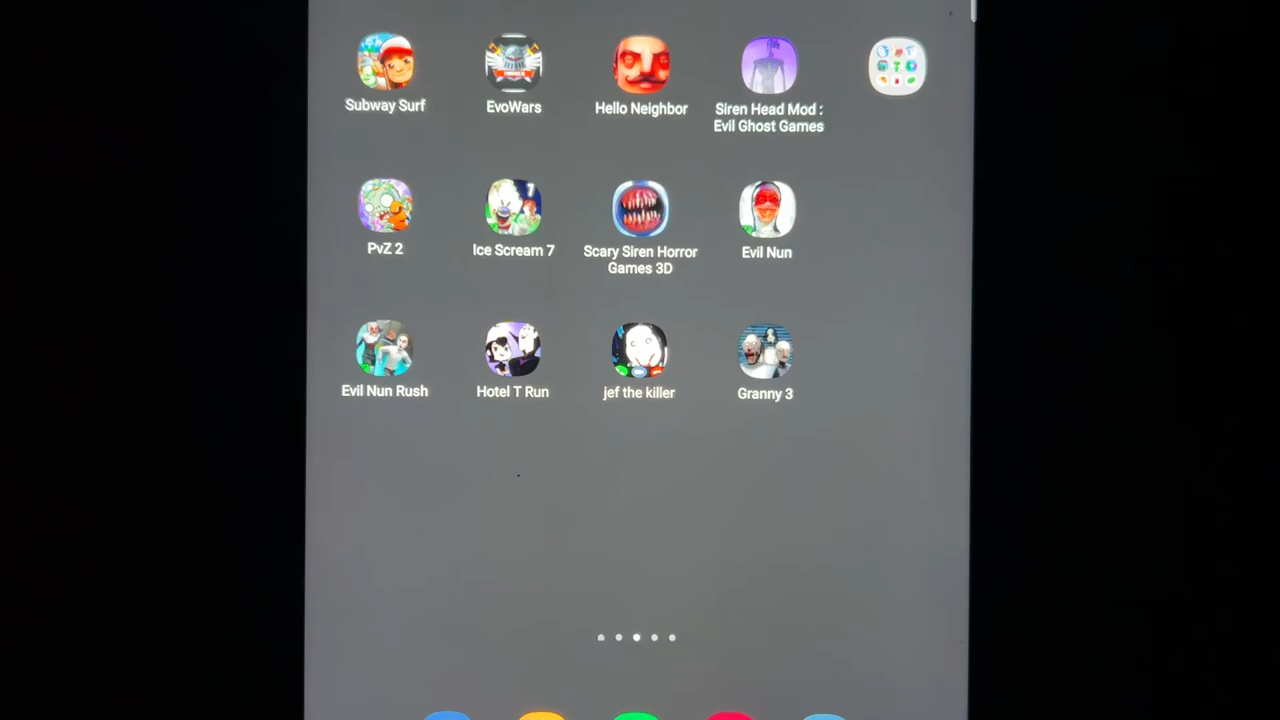 Subway Surf
EvoWars
Hello Neighbor
Siren Head Mod :
Evil Ghost Games
PvZ 2
7
Ice Scream 7
Scary Siren Horror
Games 3D
Evil Nun
Evil Nun Rush
Hotel T Run
jef the killer
Granny 3